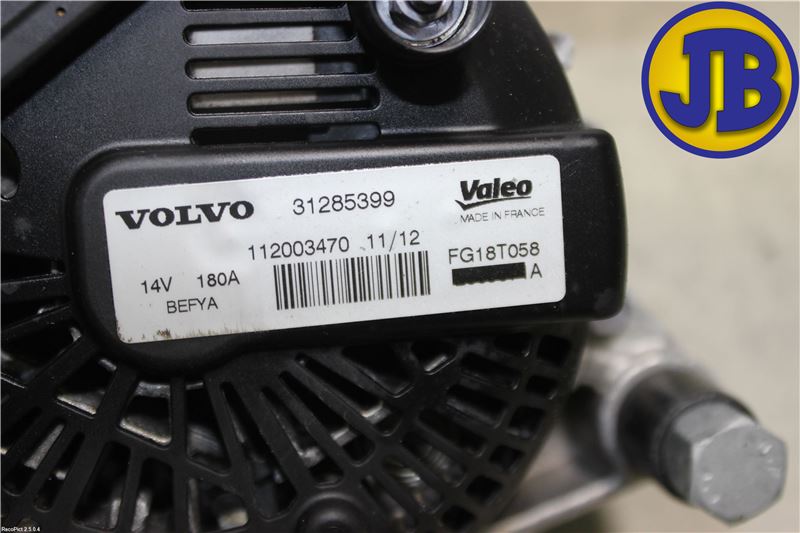 JB
VOLVO 31285399 Valeo
MADE IN FRANCE
112003470 11/12 FG18T058
14V 180A A
BEFYA
RecoPict 2.5.0.4